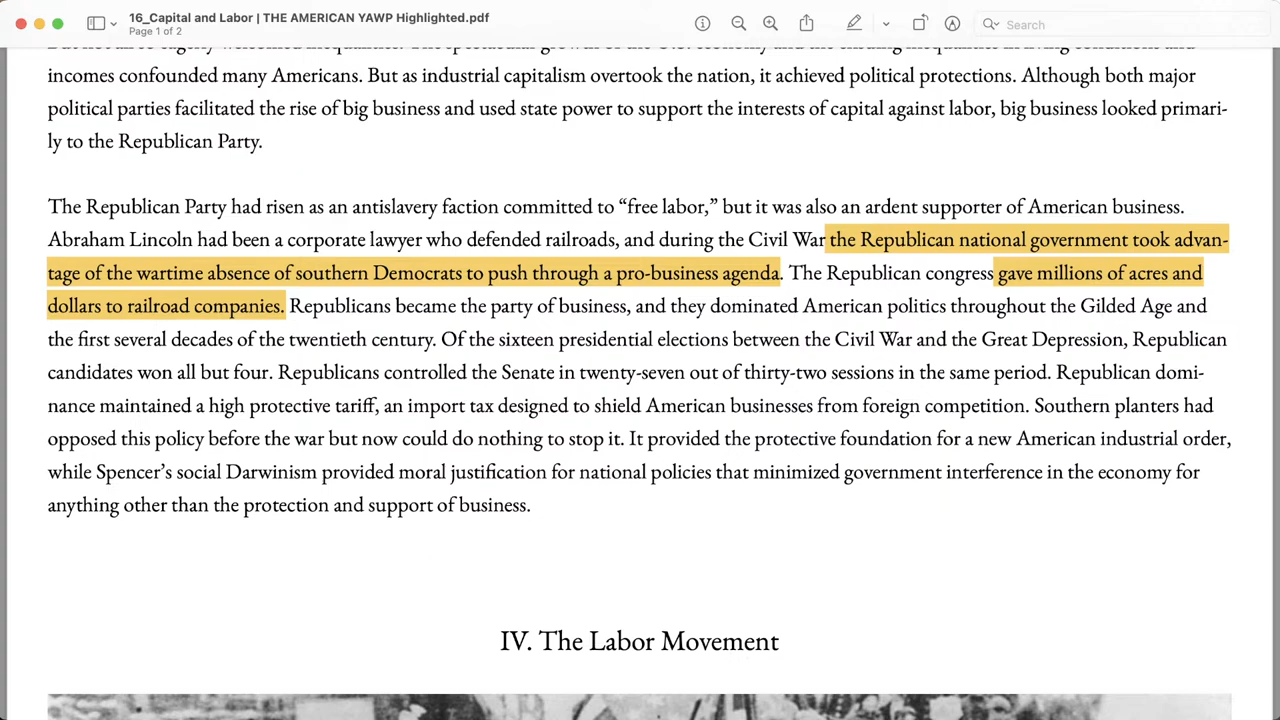 16_Capital and Labor | THE AMERICAN YAWP Highlighted.pdf
Page 1 of 2
Search
incomes confounded many Americans. But as industrial capitalism overtook the nation, it achieved political protections. Although both major
political parties facilitated the rise of big business and used state power to support the interests of capital against labor, big business looked primari-
ly to the Republican Party.
The Republican Party had risen as an antislavery faction committed to “free labor,” but it was also an ardent supporter of American business.
Abraham Lincoln had been a corporate lawyer who defended railroads, and during the Civil War the Republican national government took advan-
tage of the wartime absence of southern Democrats to push through a pro-business agenda. The Republican congress gave millions of acres and
dollars to railroad companies. Republicans became the party of business, and they dominated American politics throughout the Gilded Age and
the first several decades of the twentieth century. Of the sixteen presidential elections between the Civil War and the Great Depression, Republican
candidates won all but four. Republicans controlled the Senate in twenty-seven out of thirty-two sessions in the same period. Republican domi-
nance maintained a high protective tariff, an import tax designed to shield American businesses from foreign competition. Southern planters had
opposed this policy before the war but now could do nothing to stop it. It provided the protective foundation for a new American industrial order,
while Spencer’s social Darwinism provided moral justification for national policies that minimized government interference in the economy for
anything other than the protection and support of business.
IV. The Labor Movement